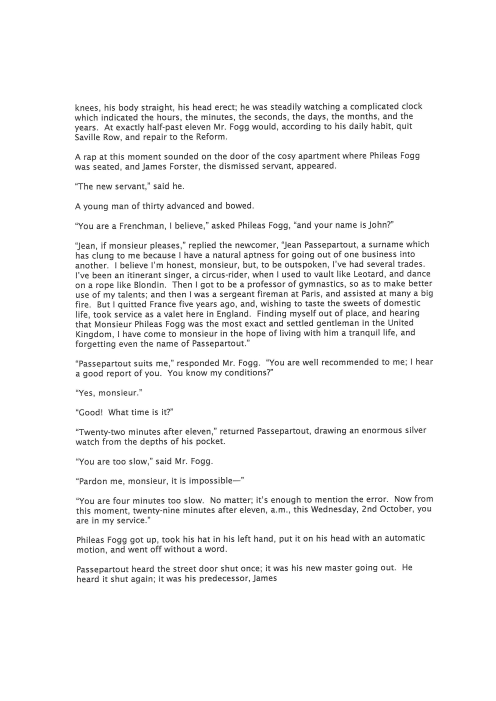 knees, his body straight, his head erect; he was steadily watching a complicated clock
which indicated the hours, the minutes, the seconds, the days, the months, and the
years.  At exactly half-past eleven Mr. Fogg would, according to his daily habit, quit
Saville Row, and repair to the Reform.
A rap at this moment sounded on the door of the cosy apartment where Phileas Fogg
was seated, and James Forster, the dismissed servant, appeared.
“The new servant,” said he.
A young man of thirty advanced and bowed.
“You are a Frenchman, I believe,” asked Phileas Fogg, “and your name is John?”
“Jean, if monsieur pleases,” replied the newcomer, “Jean Passepartout, a surname which
has clung to me because I have a natural aptness for going out of one business into
another.  I believe I’m honest, monsieur, but, to be outspoken, I’ve had several trades.
I’ve been an itinerant singer, a circus-rider, when I used to vault like Leotard, and dance
on a rope like Blondin.  Then I got to be a professor of gymnastics, so as to make better
use of my talents; and then I was a sergeant fireman at Paris, and assisted at many a big
fire.  But I quitted France five years ago, and, wishing to taste the sweets of domestic
life, took service as a valet here in England.  Finding myself out of place, and hearing
that Monsieur Phileas Fogg was the most exact and settled gentleman in the United
Kingdom, I have come to monsieur in the hope of living with him a tranquil life, and
forgetting even the name of Passepartout.”
“Passepartout suits me,” responded Mr. Fogg.  “You are well recommended to me; I hear
a good report of you.  You know my conditions?”
“Yes, monsieur.”
“Good!  What time is it?”
“Twenty-two minutes after eleven,” returned Passepartout, drawing an enormous silver
watch from the depths of his pocket.
“You are too slow,” said Mr. Fogg.
“Pardon me, monsieur, it is impossible—”
“You are four minutes too slow.  No matter; it’s enough to mention the error.  Now from
this moment, twenty-nine minutes after eleven, a.m., this Wednesday, 2nd October, you
are in my service.”
Phileas Fogg got up, took his hat in his left hand, put it on his head with an automatic
motion, and went off without a word.
Passepartout heard the street door shut once; it was his new master going out.  He
heard it shut again; it was his predecessor, James